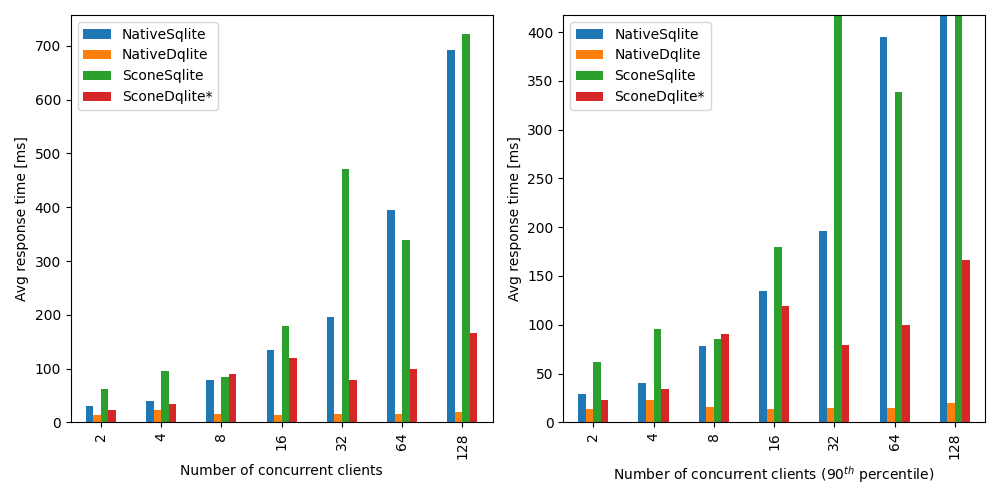 NativeSqlite
NativeDqlite
SconeSqlite
SconeDqlite*
Avg response time [ms]
700
600
500
400
300
200
100
0
2 4 8 16 32 64 128
Number of concurrent clients
NativeSqlite
NativeDqlite
SconeSqlite
SconeDqlite*
Avg response time [ms]
400
350
300
250
200
150
100
50
0
2 4 8 16 32 64 128
Number of concurrent clients (90th percentile)